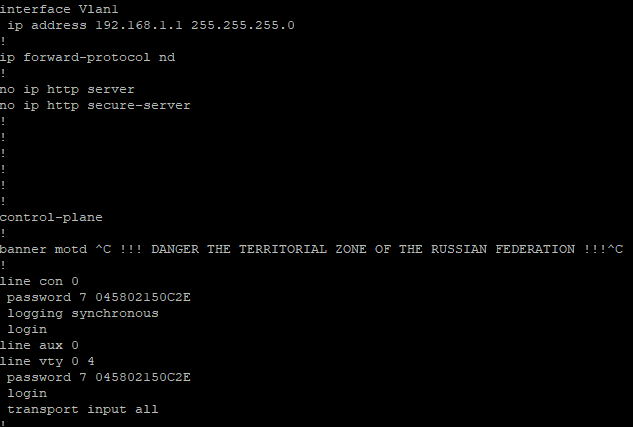 interface Vlan1
 ip address 192.168.1.1 255.255.255.0
!
ip forward-protocol nd
!
no ip http server
no ip http secure-server
!
!
!
!
!
!
control-plane
!
banner motd ^C !!! DANGER THE TERRITORIAL ZONE OF THE RUSSIAN FEDERATION !!!^C
!
line con 0
 password 7 045802150C2E
 logging synchronous
 login
line aux 0
line vty 0 4
 password 7 045802150C2E
 login
 transport input all
!